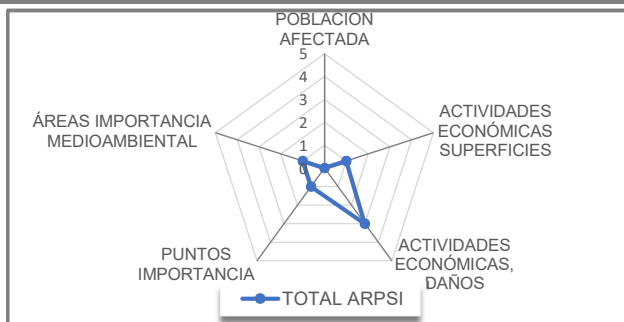 POBLACION
AFECTADA
5
4
3
2
1
0
ÁREAS IMPORTANCIA
MEDIOAMBIENTAL
ACTIVIDADES
ECONÓMICAS
SUPERFICIES
PUNTOS
IMPORTANCIA
ACTIVIDADES
ECONÓMICAS,
DAÑOS
TOTAL ARPSI